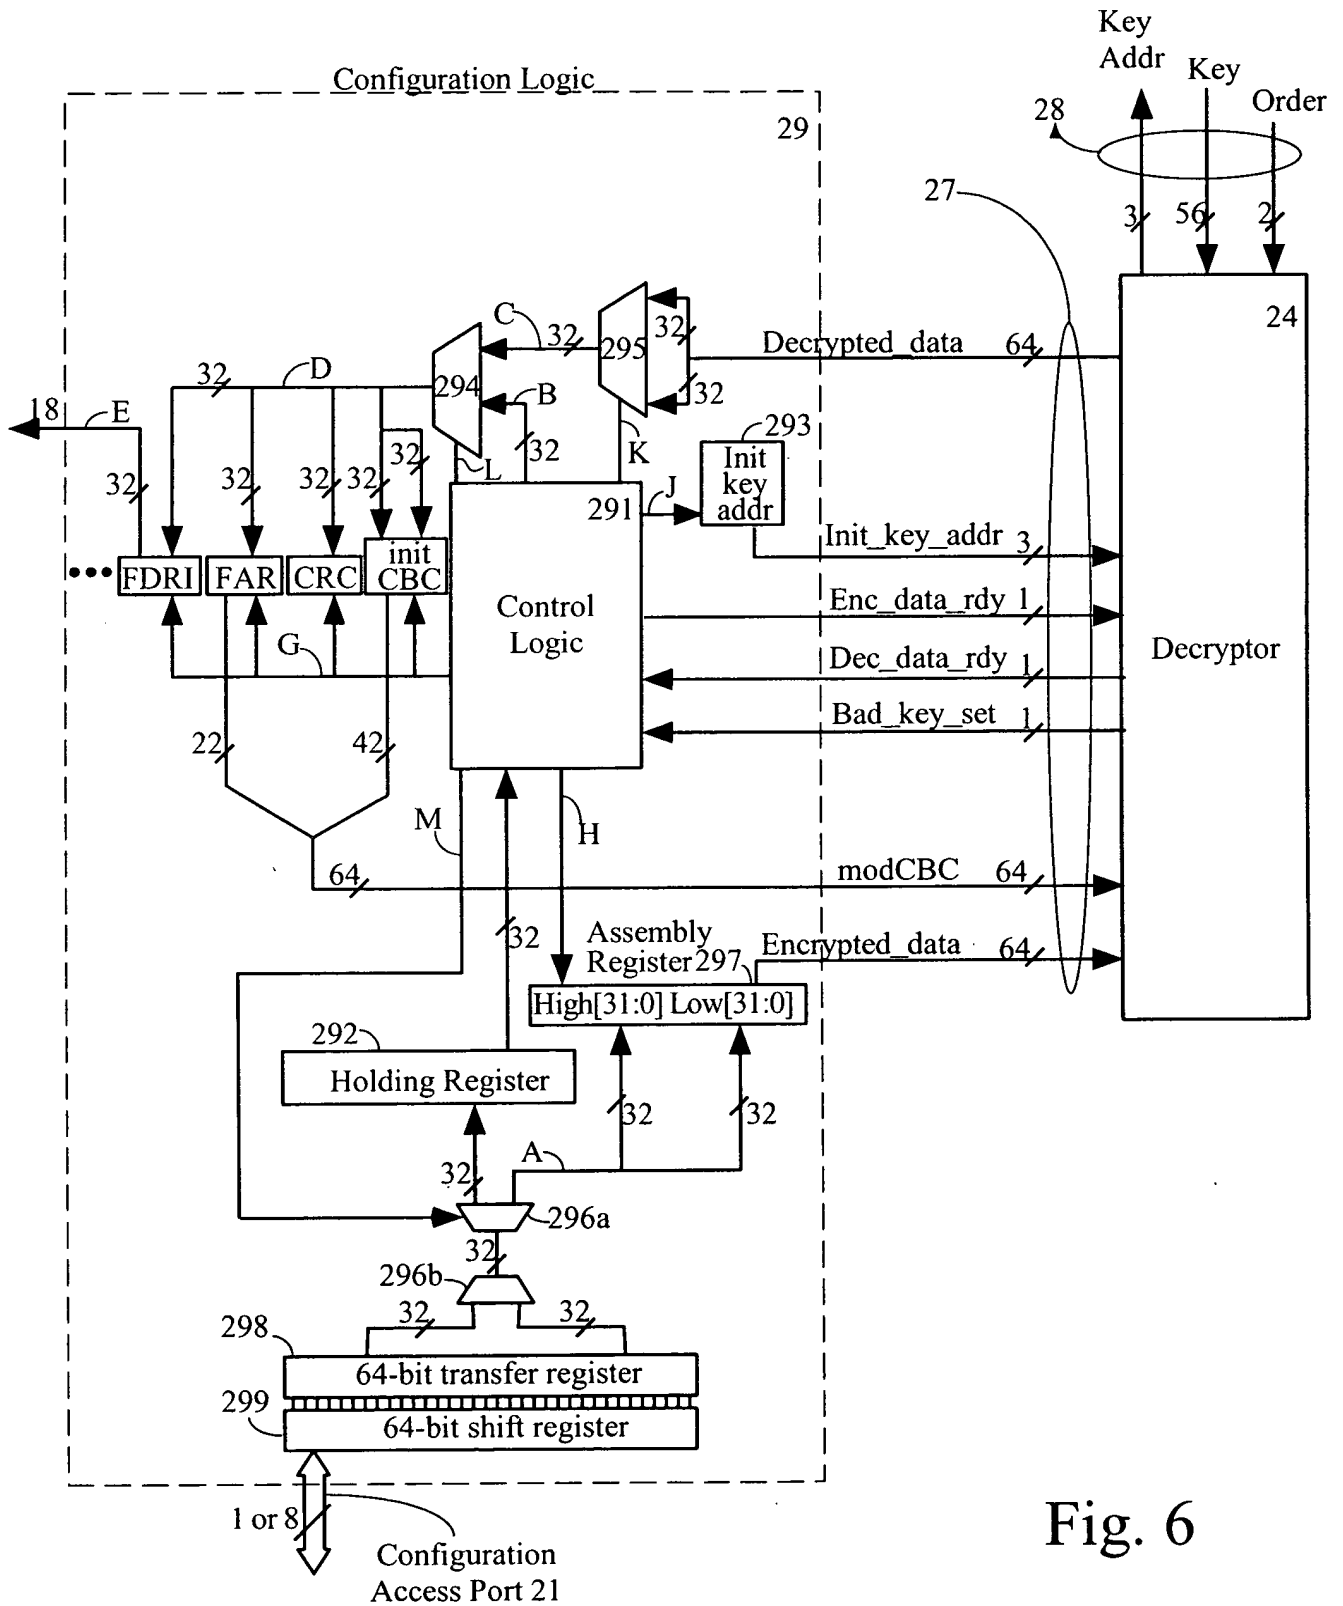 Key
Addr
Key
Order
Configuration Logic
29
28
27
3
56
2
24
C
32
295
32
Decrypted_data
64
32
D
294
B
32
18
E
K
293
32
32
32
32
32
L
32
Init
key
addr
291
J
Init_key_addr
3
FDRI
FAR
CRC
init
CBC
Control
Logic
Enc_data_rdy
1
Decryptor
G
Dec_data_rdy
1
Bad_key_set
1
22
42
M
H
64
modCBC
64
32
Assembly
Register
297
Encrypted_data
64
High[31:0] Low[31:0]
292
Holding Register
32
32
A
32
296a
32
296b
32
32
298
64-bit transfer register
299
64-bit shift register
1 or 8
Configuration
Access Port 21
Fig. 6